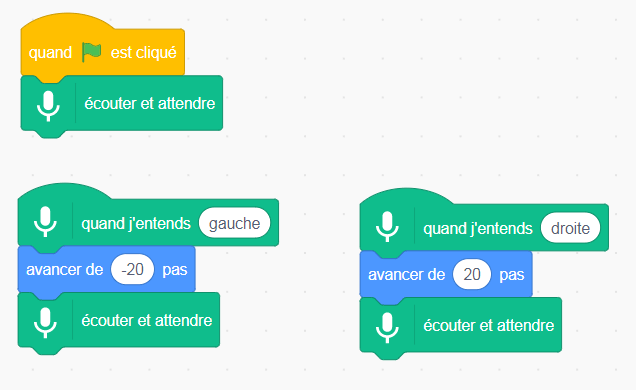 quand est cliqué
écouter et attendre
quand j'entends gauche
avancer de -20 pas
écouter et attendre
quand j'entends droite
avancer de 20 pas
écouter et attendre